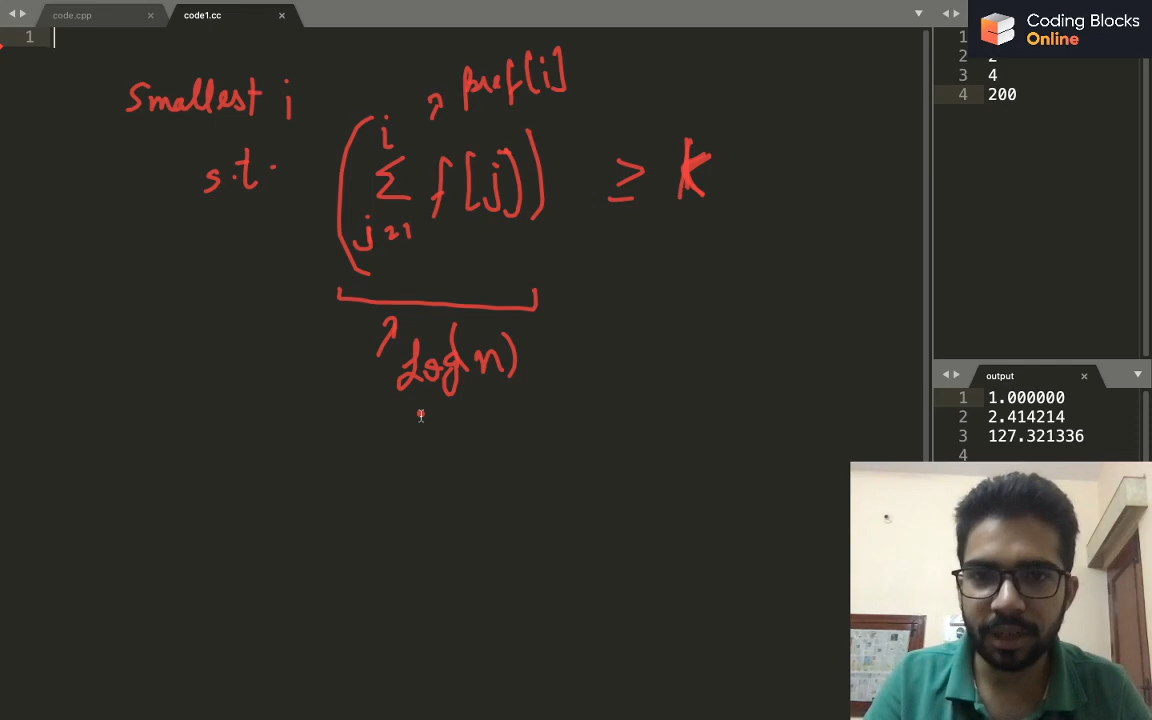 code.cpp
code1.cc
Coding Blocks
Online
1
1
2
3 4
4 200
Smallest i
pref[i]
s.t. ( i Σ j=1 f[j] ) ≥ K
log(n)
output
1 1.000000
2 2.414214
3 127.321336
4